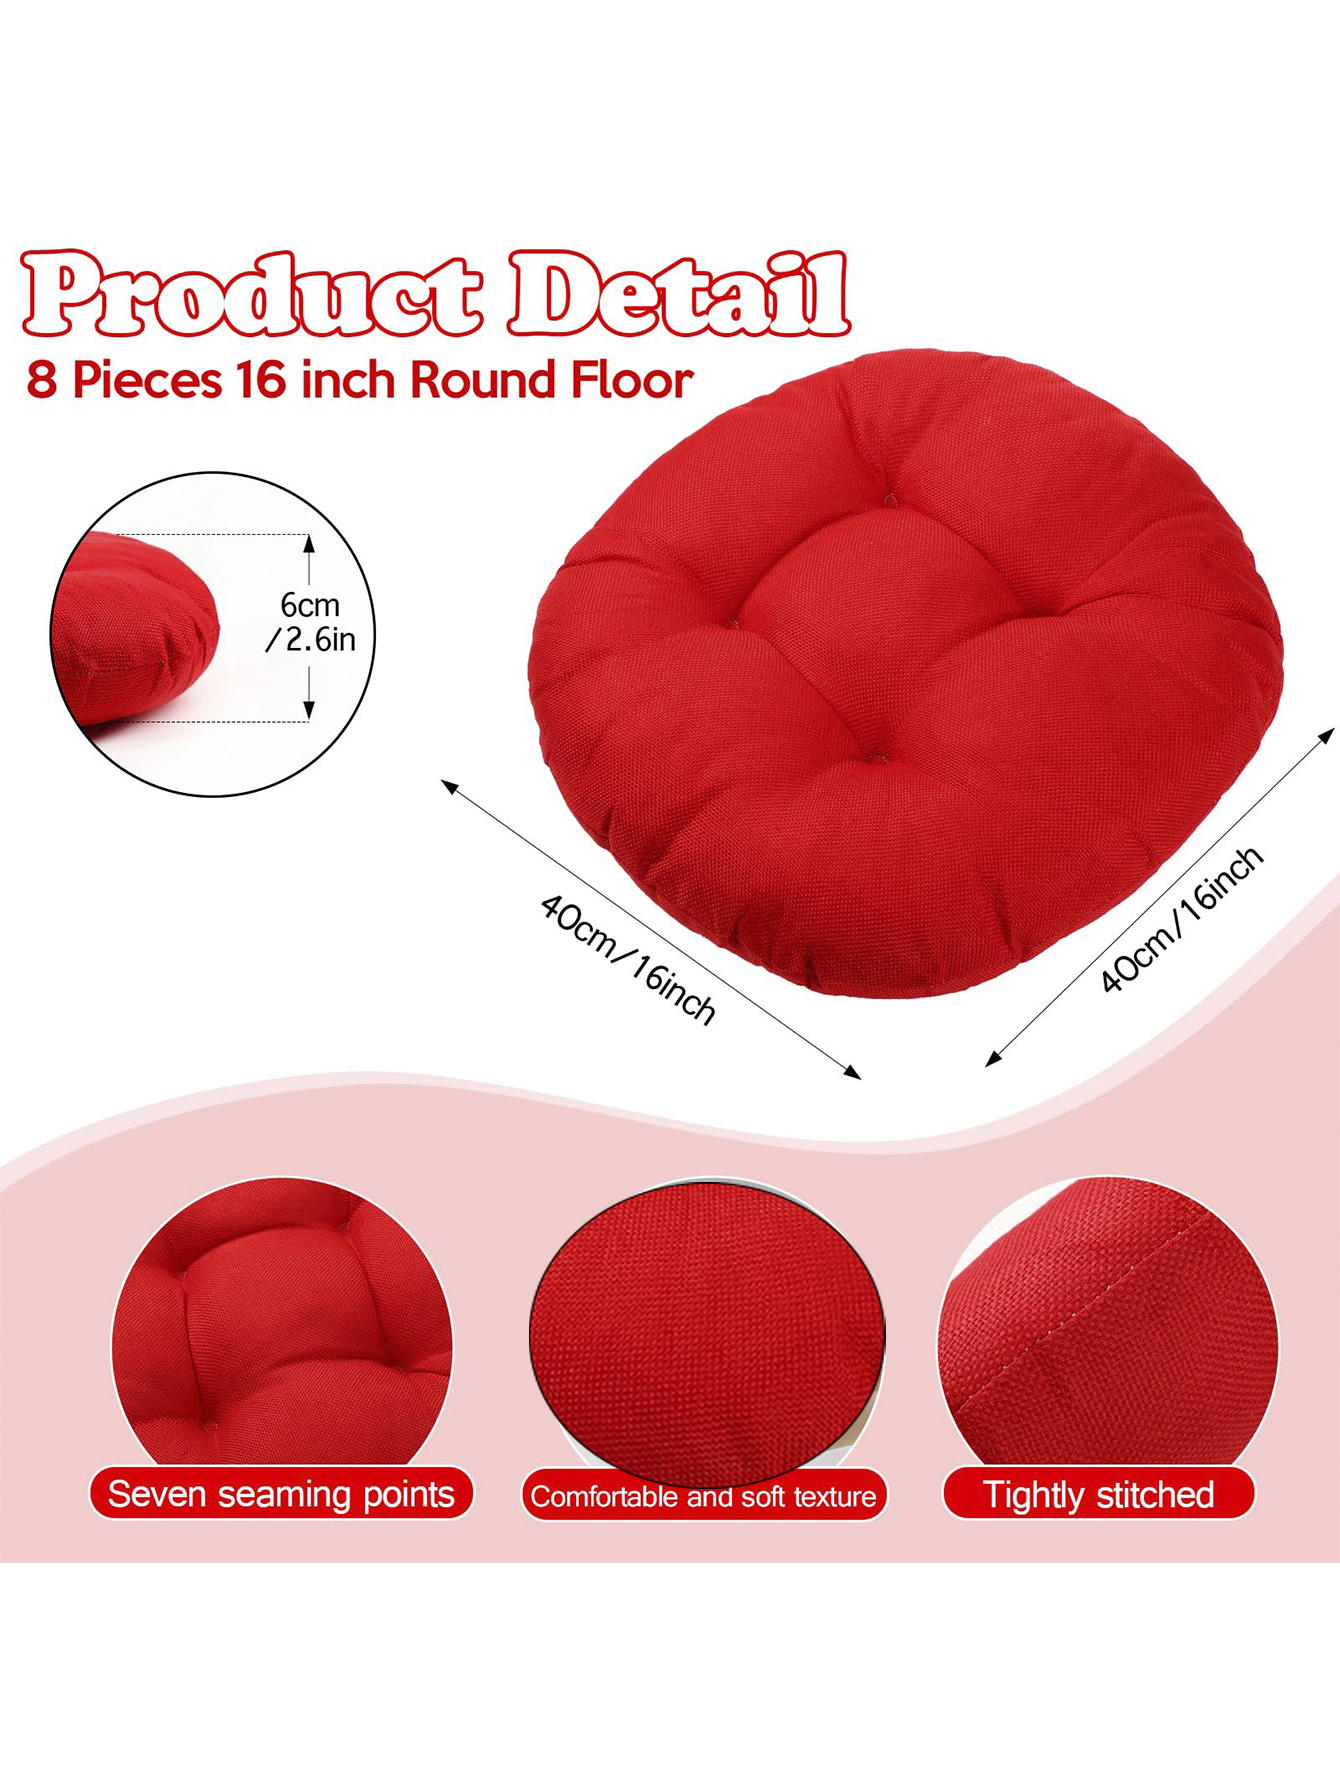 Product Detail
8 Pieces 16 inch Round Floor
6cm
/2.6in
40cm/16inch
40cm/16inch
Seven seaming points
Comfortable and soft texture
Tightly stitched